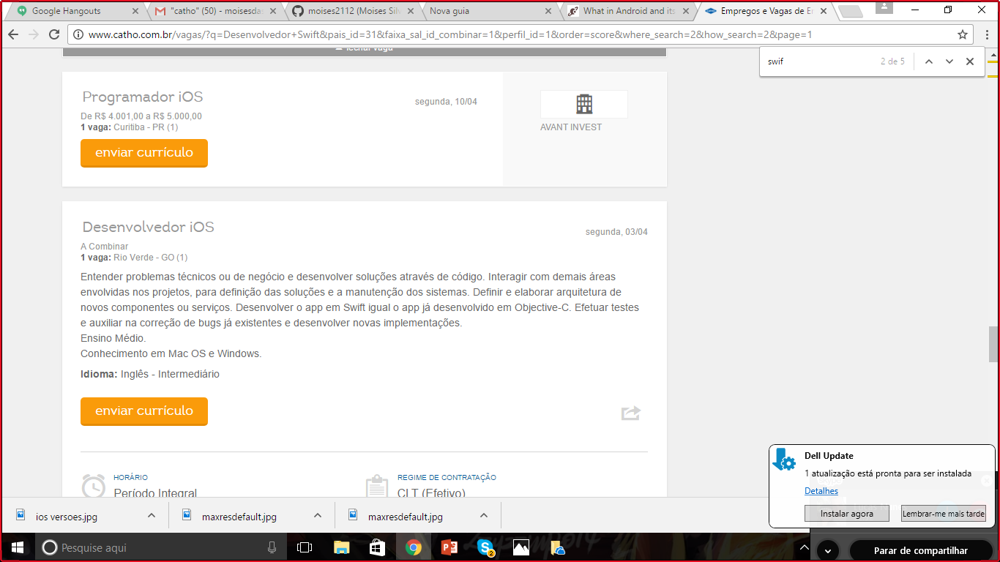 Google Hangouts
"catho" (50) - moisesda
moises2112 (Moises Silv
Nova guia
What in Android and its
Empregos e Vagas de E
www.catho.com.br/vagas/?q=Desenvolvedor+Swift&pais_id=31&faixa_sal_id_combinar=1&perfil_id=1&order=score&where_search=2&how_search=2&page=1
swif 2 de 5
fechar vaga
Programador iOS
segunda, 10/04
De R$ 4.001,00 a R$ 5.000,00
1 vaga: Curitiba - PR (1)
enviar currículo
AVANT INVEST
Desenvolvedor iOS
segunda, 03/04
A Combinar
1 vaga: Rio Verde - GO (1)
Entender problemas técnicos ou de negócio e desenvolver soluções através de código. Interagir com demais áreas
envolvidas nos projetos, para definição das soluções e a manutenção dos sistemas. Definir e elaborar arquitetura de
novos componentes ou serviços. Desenvolver o app em Swift igual o app já desenvolvido em Objective-C. Efetuar testes
e auxiliar na correção de bugs já existentes e desenvolver novas implementações.
Ensino Médio.
Conhecimento em Mac OS e Windows.
Idioma: Inglês - Intermediário
enviar currículo
HORÁRIO
Período Integral
REGIME DE CONTRATAÇÃO
CLT (Efetivo)
Dell Update
1 atualização está pronta para ser instalada
Detalhes
Instalar agora
Lembrar-me mais tarde
ios versoes.jpg
maxresdefault.jpg
maxresdefault.jpg
Pesquise aqui
2
Parar de compartilhar